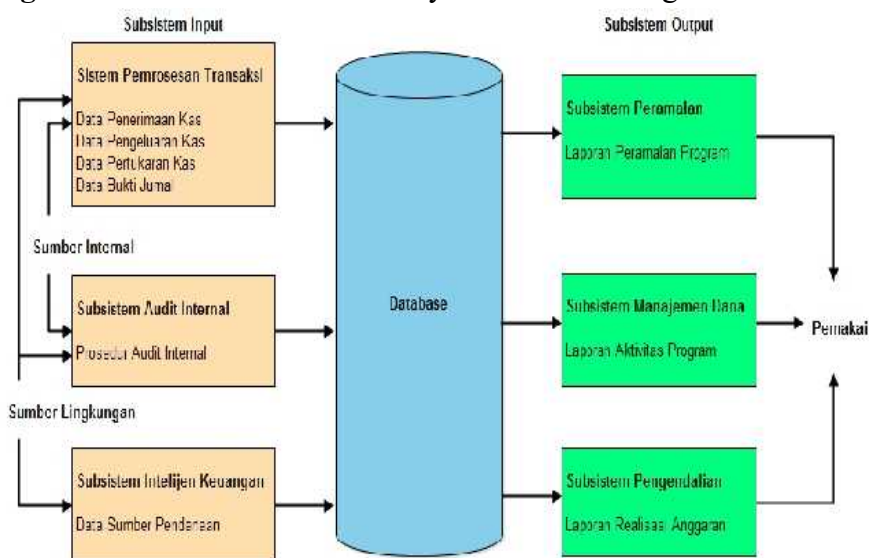 Subsistem Input
Subsistem Output
Sistem Pemrosesan Transaksi
Data Penerimaan Kas
Data Pengeluaran Kas
Data Pertukaran Kas
Data Bukti Jurnal
Sumber Internal
Subsistem Audit Internal
Prosedur Audit Internal
Sumber Lingkungan
Subsistem Intelijen Keuangan
Data Sumber Pendanaan
Database
Subsistem Peramalan
Laporan Peramalan Program
Subsistem Manajemen Dana
Laporan Aktivitas Program
Pemakai
Subsistem Pengendalian
Laporan Realisasi Anggaran